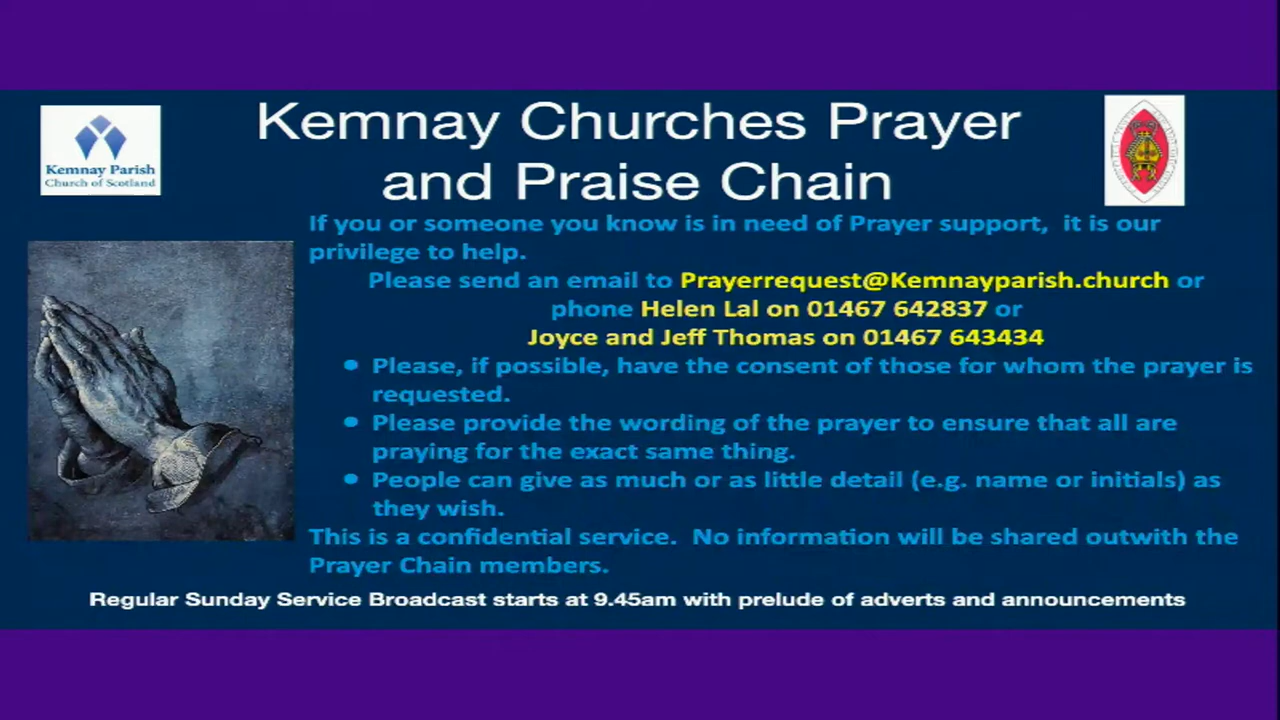 Kemnay Parish
Church of Scotland
Kemnay Churches Prayer
and Praise Chain
If you or someone you know is in need of Prayer support,  it is our
privilege to help.
Please send an email to Prayerrequest@Kemnayparish.church or
phone Helen Lal on 01467 642837 or
Joyce and Jeff Thomas on 01467 643434
• Please, if possible, have the consent of those for whom the prayer is
requested.
• Please provide the wording of the prayer to ensure that all are
praying for the exact same thing.
• People can give as much or as little detail (e.g. name or initials) as
they wish.
This is a confidential service.  No information will be shared outwith the
Prayer Chain members.
Regular Sunday Service Broadcast starts at 9.45am with prelude of adverts and announcements